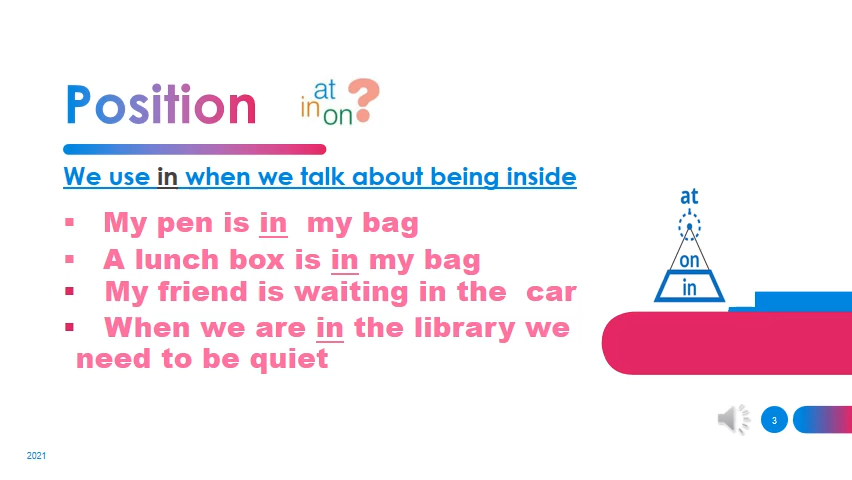 Position
at
in on ?
We use in when we talk about being inside
▪ My pen is in my bag
▪ A lunch box is in my bag
▪ My friend is waiting in the car
▪ When we are in the library we
need to be quiet
at
on
in
3
2021